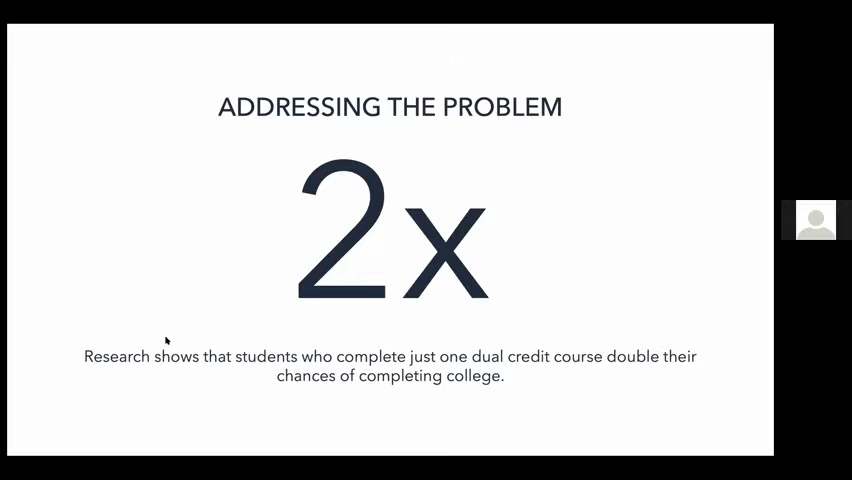 ADDRESSING THE PROBLEM
2x
Research shows that students who complete just one dual credit course double their
chances of completing college.